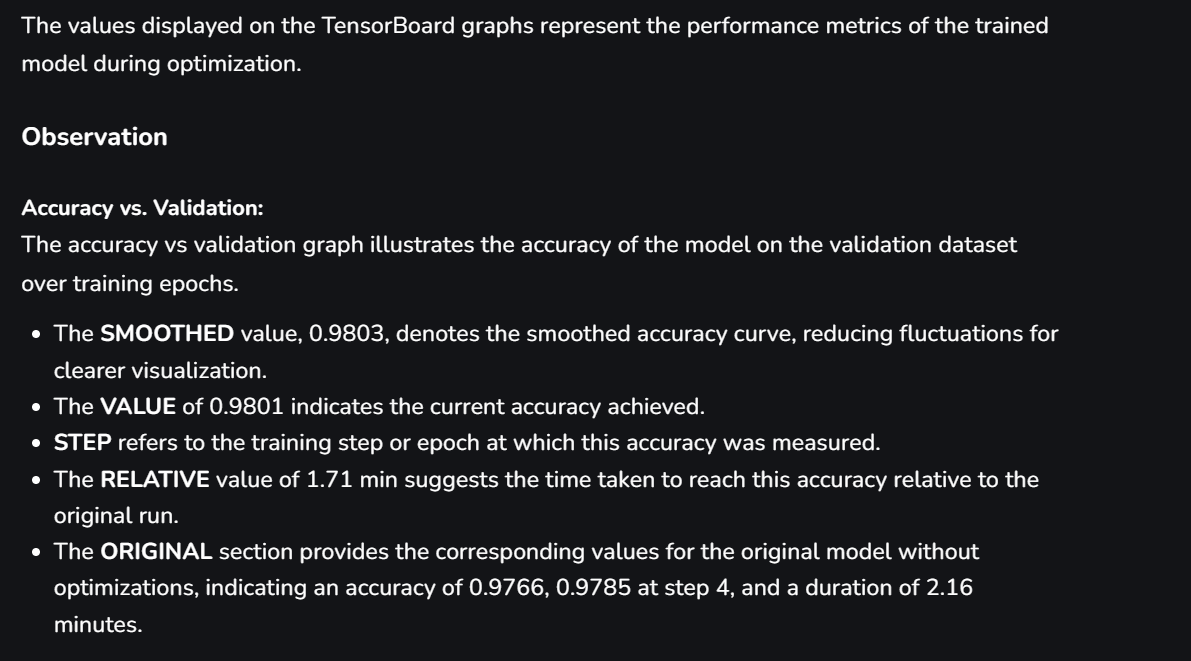 The values displayed on the TensorBoard graphs represent the performance metrics of the trained
model during optimization.
Observation
Accuracy vs. Validation:
The accuracy vs validation graph illustrates the accuracy of the model on the validation dataset
over training epochs.
• The SMOOTHED value, 0.9803, denotes the smoothed accuracy curve, reducing fluctuations for
clearer visualization.
• The VALUE of 0.9801 indicates the current accuracy achieved.
• STEP refers to the training step or epoch at which this accuracy was measured.
• The RELATIVE value of 1.71 min suggests the time taken to reach this accuracy relative to the
original run.
• The ORIGINAL section provides the corresponding values for the original model without
optimizations, indicating an accuracy of 0.9766, 0.9785 at step 4, and a duration of 2.16
minutes.